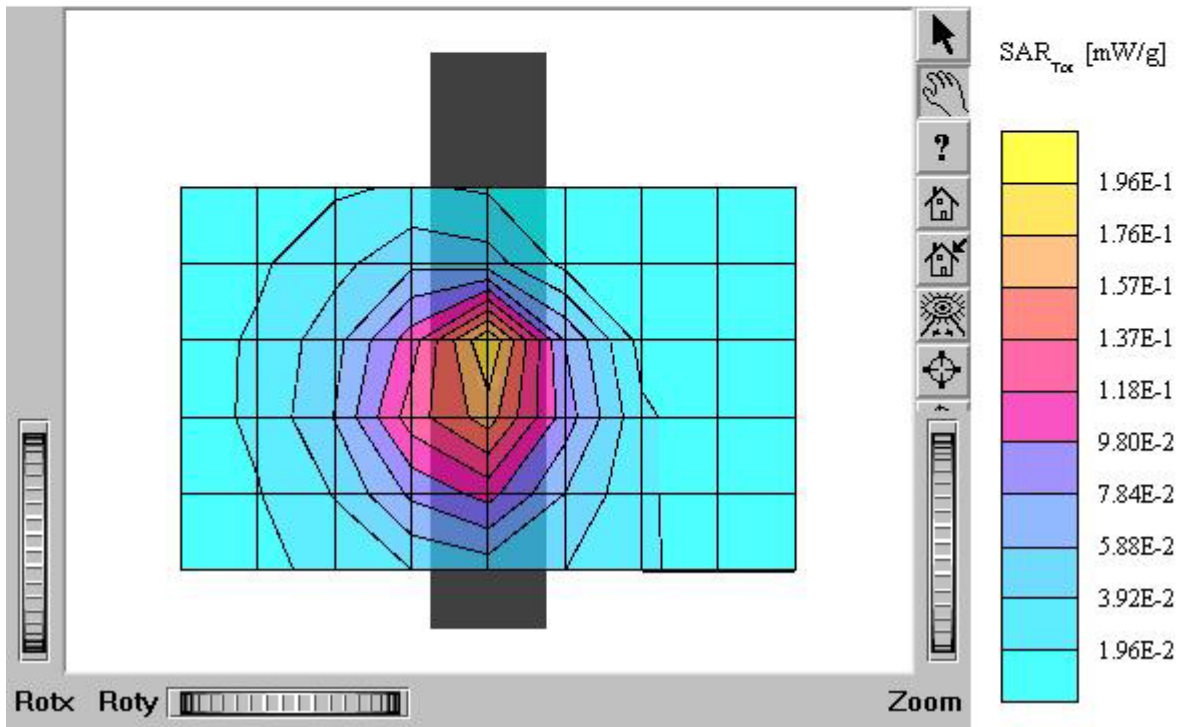 SAR Tot [mW/g]
?
1.96E-1
1.76E-1
1.57E-1
1.37E-1
1.18E-1
9.80E-2
7.84E-2
5.88E-2
3.92E-2
1.96E-2
Rotx Roty Zoom